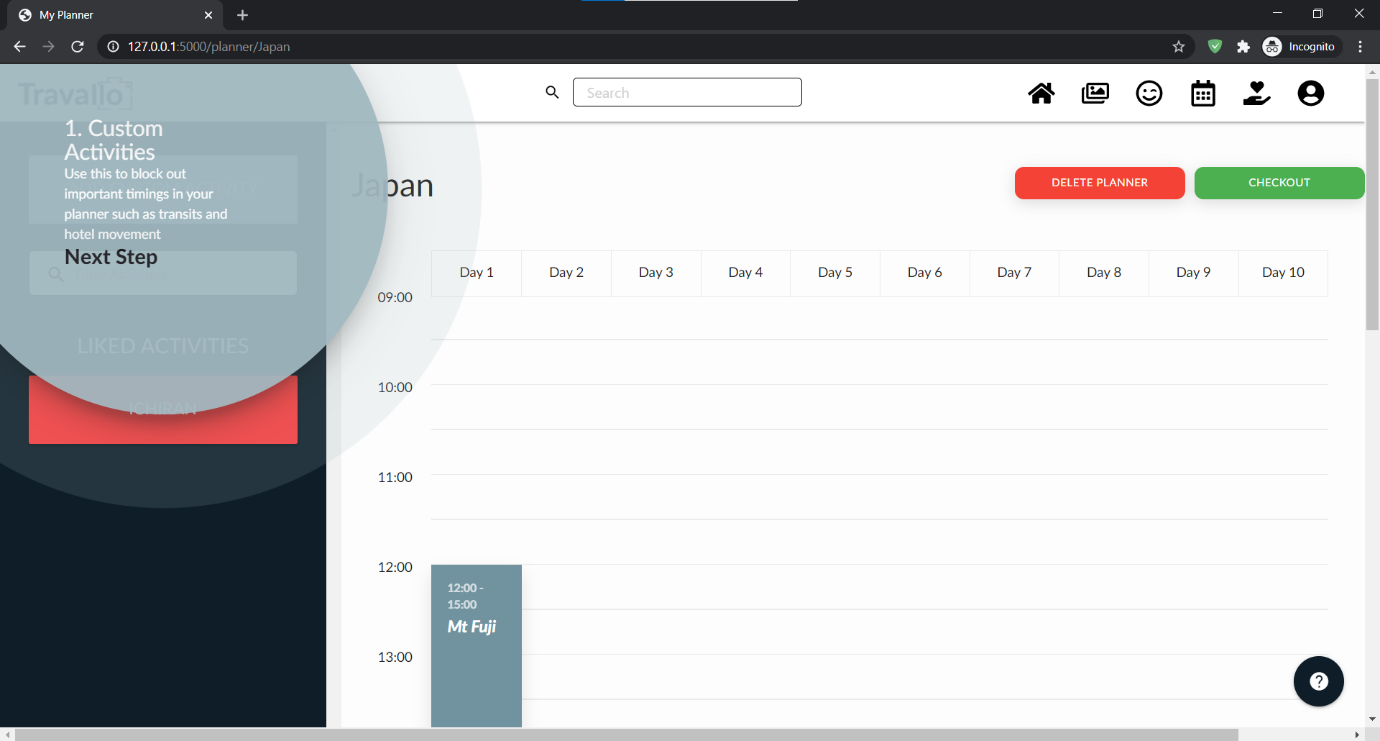 My Planner
127.0.0.1:5000/planner/Japan
Incognito
Travallo
Search
1. Custom
Activities
Use this to block out
important timings in your
planner such as transits and
hotel movement
Next Step
LIKED ACTIVITIES
ICHIRAN
Japan
DELETE PLANNER
CHECKOUT
Day 1 Day 2 Day 3 Day 4 Day 5 Day 6 Day 7 Day 8 Day 9 Day 10
09:00
10:00
11:00
12:00
12:00 -
15:00
Mt Fuji
13:00